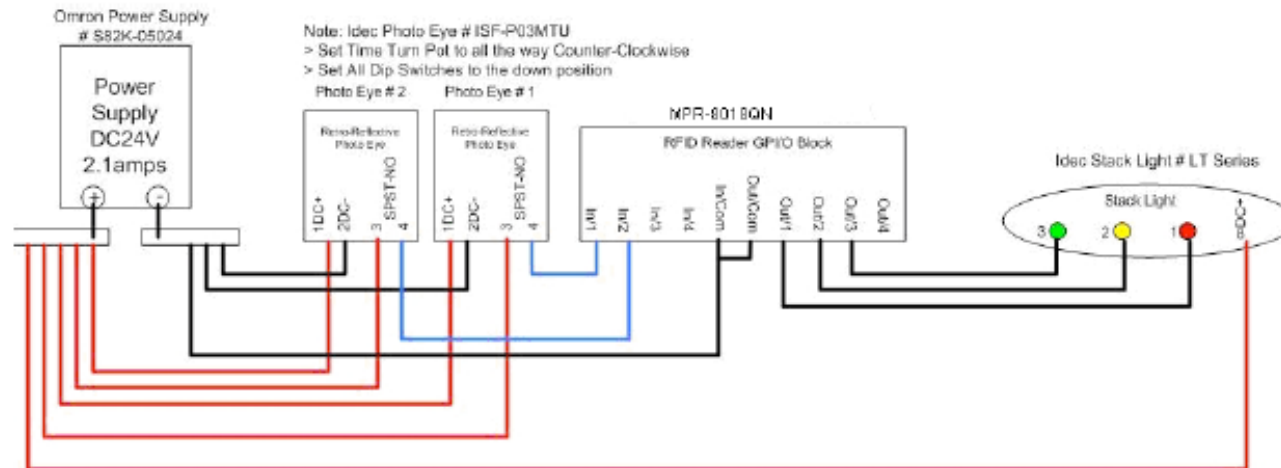 Omron Power Supply
# S82K-05024
Power
Supply
DC24V
2.1amps
+
-
Note: Idec Photo Eye # ISF-P03MTU
> Set Time Turn Pot to all the way Counter-Clockwise
> Set All Dip Switches to the down position
Photo Eye # 2
Retro-Reflective
Photo Eye
1DC+
2DC-
3
SPST-NO
4
Photo Eye # 1
Retro-Reflective
Photo Eye
1DC+
2DC-
3
SPST-NO
4
MPR-8018QN
RFID Reader GPI/O Block
In/1
In/2
In/3
In/4
In/Com
Out/Com
Out/1
Out/2
Out/3
Out/4
Idec Stack Light # LT Series
Stack Light
3
2
1